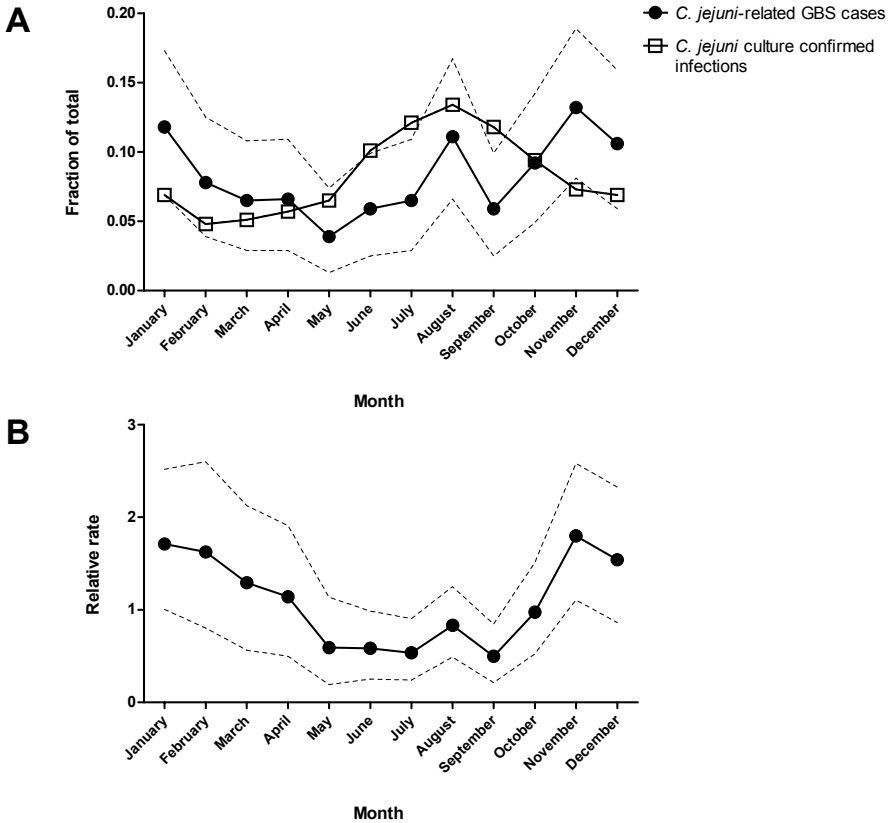 A
C. jejuni-related GBS cases
C. jejuni culture confirmed
infections
Fraction of total
0.20
0.15
0.10
0.05
0.00
January
February
March
April
May
June
July
August
September
October
November
December
Month
B
Relative rate
3
2
1
0
January
February
March
April
May
June
July
August
September
October
November
December
Month